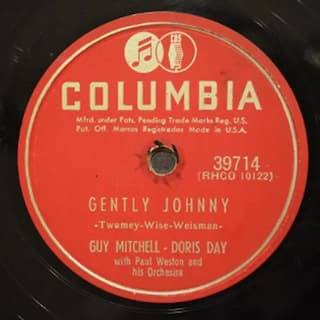 CBS
COLUMBIA
Mfrd. under Pats. Pending Trade Marks Reg. U.S.
Pat. Off. Marcas Registradas Made in U.S.A.
39714
(RHCO 10122)
GENTLY JOHNNY
-Twomey-Wise-Weisman-
GUY MITCHELL - DORIS DAY
with Paul Weston and
his Orchestra